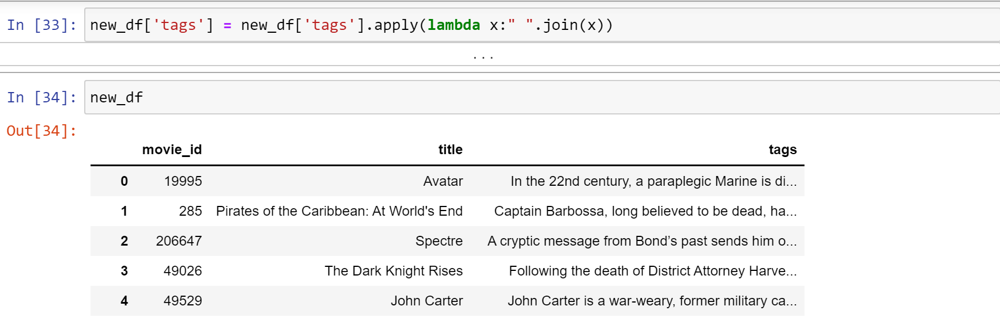 In [33]: new_df['tags'] = new_df['tags'].apply(lambda x:" ".join(x))
...
In [34]: new_df
Out[34]:
movie_id title tags
0 19995 Avatar In the 22nd century, a paraplegic Marine is di...
1 285 Pirates of the Caribbean: At World's End Captain Barbossa, long believed to be dead, ha...
2 206647 Spectre A cryptic message from Bond’s past sends him o...
3 49026 The Dark Knight Rises Following the death of District Attorney Harve...
4 49529 John Carter John Carter is a war-weary, former military ca...